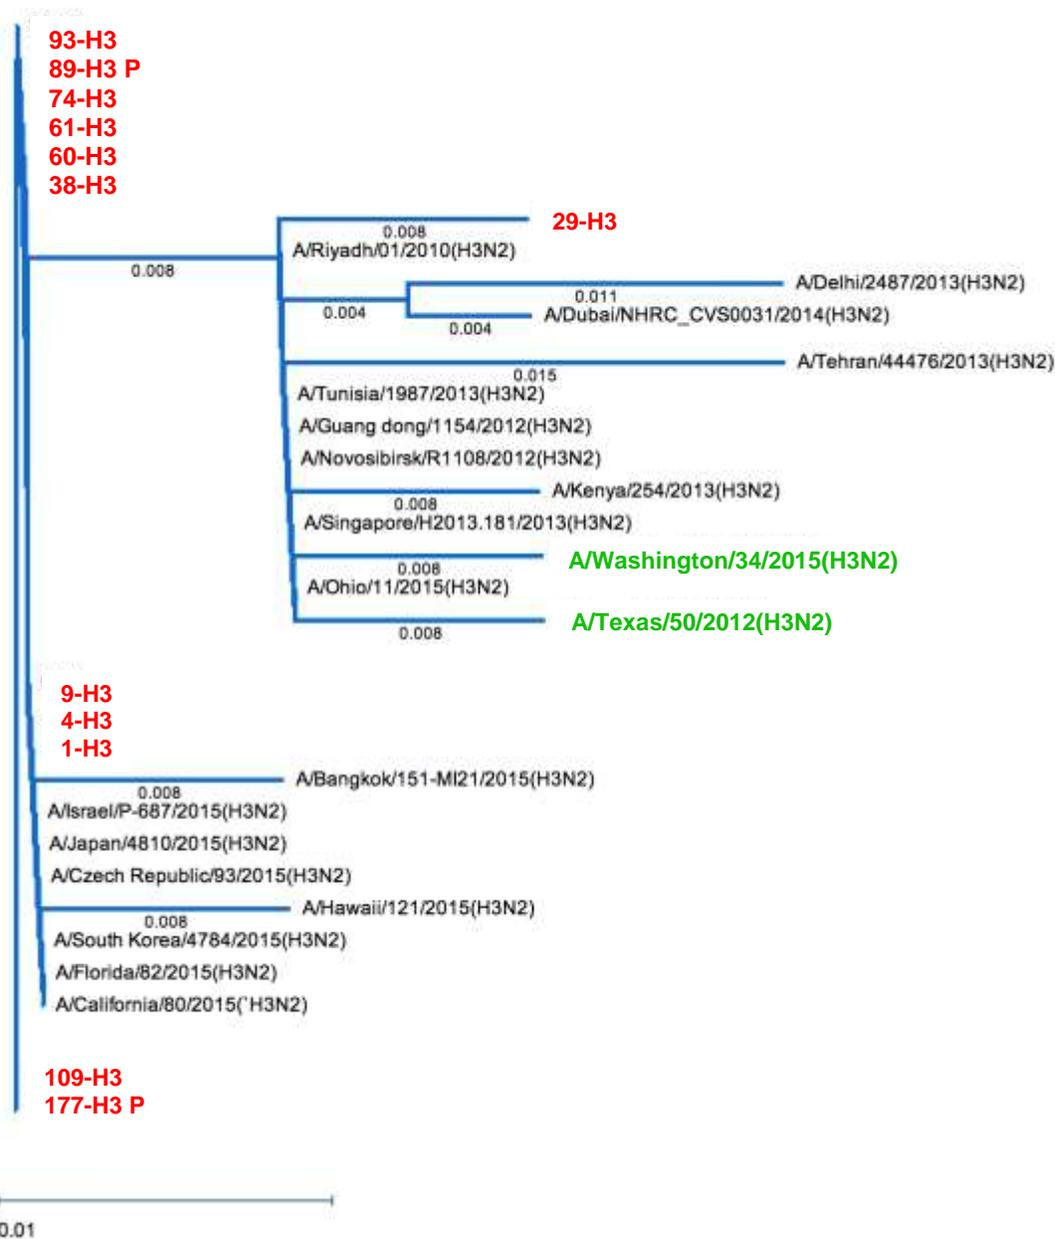 93-H3
89-H3 P
74-H3
61-H3
60-H3
38-H3
29-H3
0.008
A/Riyadh/01/2010(H3N2)
0.008
A/Delhi/2487/2013(H3N2)
0.011
0.004
A/Dubai/NHRC_CVS0031/2014(H3N2)
0.004
A/Tehran/44476/2013(H3N2)
0.015
A/Tunisia/1987/2013(H3N2)
A/Guang dong/1154/2012(H3N2)
A/Novosibirsk/R1108/2012(H3N2)
A/Kenya/254/2013(H3N2)
0.008
A/Singapore/H2013.181/2013(H3N2)
A/Washington/34/2015(H3N2)
0.008
A/Ohio/11/2015(H3N2)
A/Texas/50/2012(H3N2)
0.008
9-H3
4-H3
1-H3
A/Bangkok/151-MI21/2015(H3N2)
0.008
A/Israel/P-687/2015(H3N2)
A/Japan/4810/2015(H3N2)
A/Czech Republic/93/2015(H3N2)
A/Hawaii/121/2015(H3N2)
0.008
A/South Korea/4784/2015(H3N2)
A/Florida/82/2015(H3N2)
A/California/80/2015(`H3N2)
109-H3
177-H3 P
0.01